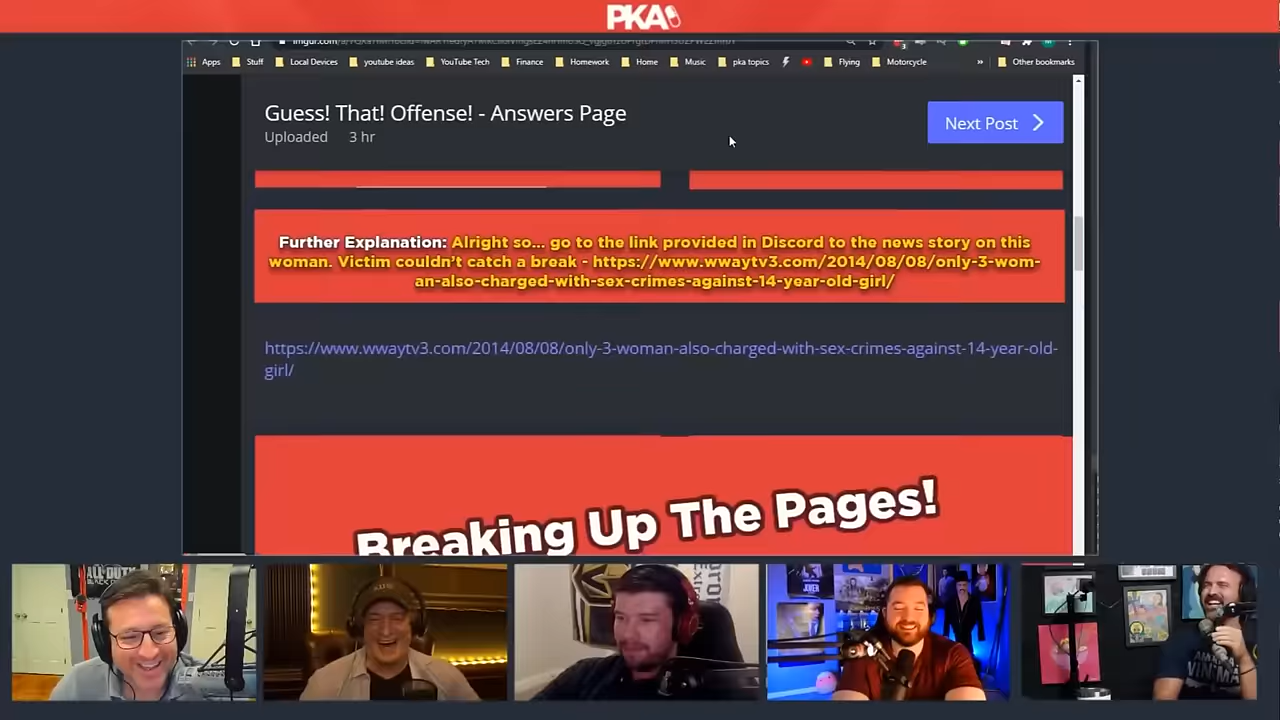 PKA
Apps Stuff Local Devices youtube ideas YouTube Tech Finance Homework Home Music pka topics Flying Motorcycle » Other bookmarks
Guess! That! Offense! - Answers Page
Uploaded 3 hr
Next Post
Further Explanation: Alright so... go to the link provided in Discord to the news story on this
woman. Victim couldn't catch a break - https://www.wwaytv3.com/2014/08/08/only-3-wom-
an-also-charged-with-sex-crimes-against-14-year-old-girl/
https://www.wwaytv3.com/2014/08/08/only-3-woman-also-charged-with-sex-crimes-against-14-year-old-
girl/
Breaking Up The Pages!
CALL OF DUTY
JOKER